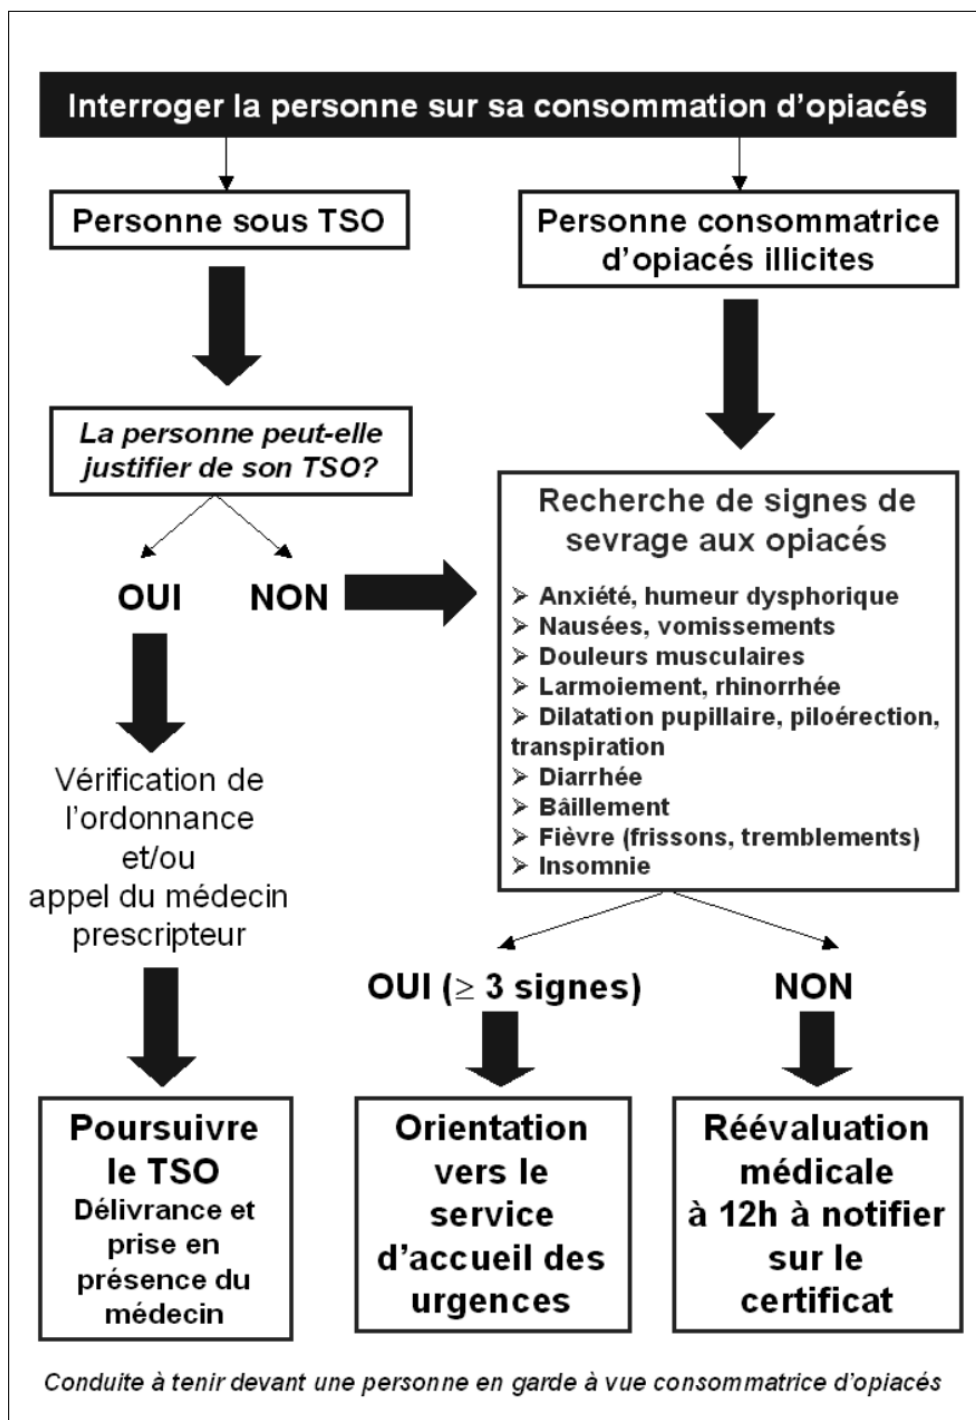 Interroger la personne sur sa consommation d'opiacés
Personne sous TSO
Personne consommatrice
d'opiacés illicites
La personne peut-elle
justifier de son TSO?
OUI
NON
Recherche de signes de
sevrage aux opiacés
➢ Anxiété, humeur dysphorique
➢ Nausées, vomissements
➢ Douleurs musculaires
➢ Larmoiement, rhinorrhée
➢ Dilatation pupillaire, piloérection,
transpiration
➢ Diarrhée
➢ Bâillement
➢ Fièvre (frissons, tremblements)
➢ Insomnie
Vérification de
l'ordonnance
et/ou
appel du médecin
prescripteur
OUI (≥ 3 signes)
NON
Poursuivre
le TSO
Délivrance et
prise en
présence du
médecin
Orientation
vers le
service
d'accueil des
urgences
Réévaluation
médicale
à 12h à notifier
sur le
certificat
Conduite à tenir devant une personne en garde à vue consommatrice d'opiacés